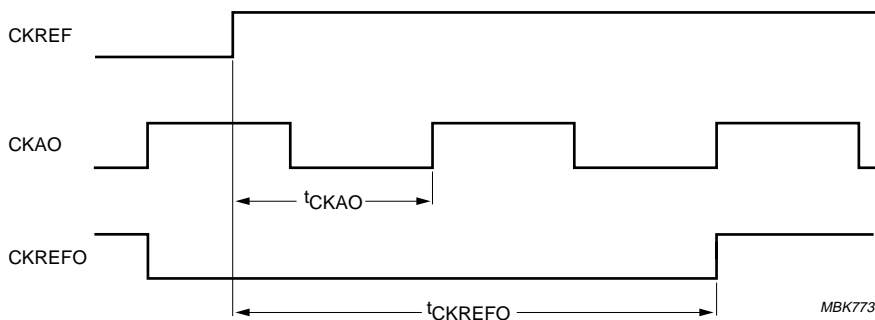 CKREF
CKAO
tCKAO
CKREFO
tCKREFO
MBK773